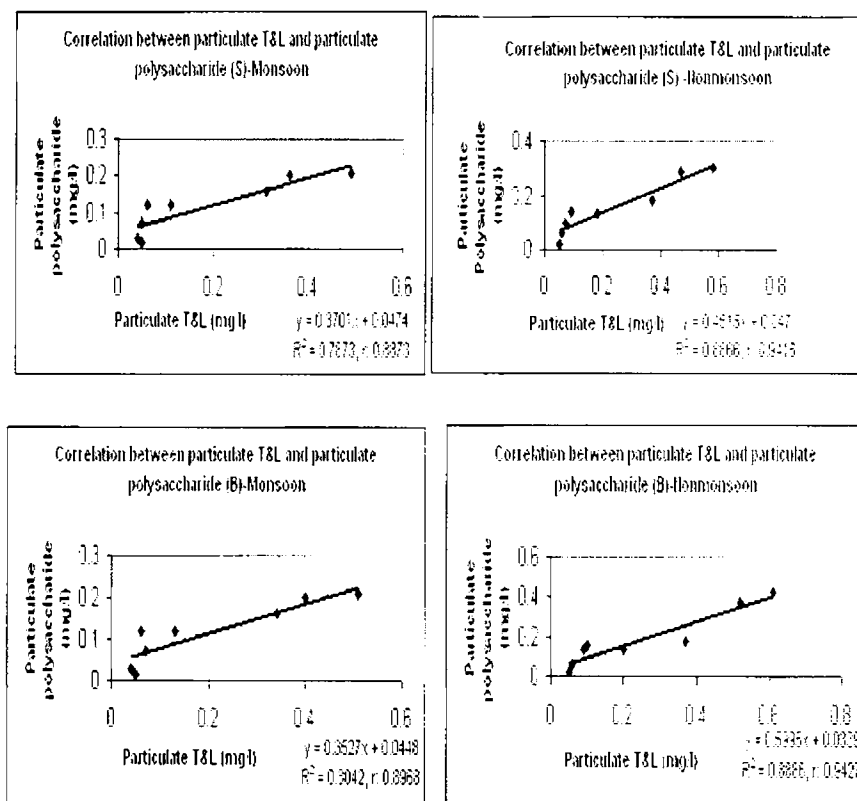 Correlation between particulate T&L and particulate
polysaccharide (S)-Monsoon
Particulate
polysaccharide
(mg/l)
0.3
0.2
0.1
0
0 0.2 0.4 0.6
Particulate T&L (mg/l)
y = 0.3701x + 0.0474
R² = 0.7873, r: 0.8873
Correlation between particulate T&L and particulate
polysaccharide (S) -Nonmonsoon
Particulate
Polysaccharide
(mg/l)
0.4
0.2
0
0 0.2 0.4 0.6 0.8
Particulate T&L (mg/l)
R² = 0.8866, r: 0.9416
Correlation between particulate T&L and particulate
polysaccharide (B)-Monsoon
Particulate
polysaccharide
(mg/l)
0.3
0.2
0.1
0
0 0.2 0.4 0.6
Particulate T&L (mg/l)
y = 0.3527x + 0.0448
R² = 0.8042, r: 0.8968
Correlation between particulate T&L and particulate
polysaccharide (B)-Nonmonsoon
Particulate
polysaccharide
(mg/l)
0.6
0.4
0.2
0
0 0.2 0.4 0.6 0.8
Particulate T&L (mg/l)
R² = 0.8886, r: